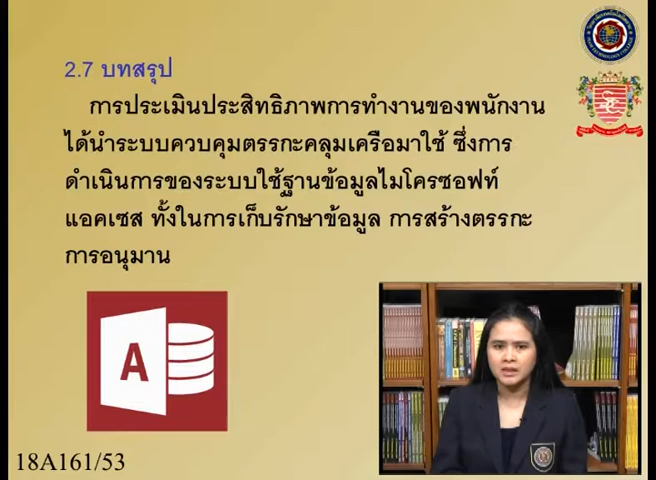 2.7 บทสรุป
การประเมินประสิทธิภาพการทำงานของพนักงาน
ได้นำระบบควบคุมตรรกะคลุมเครือมาใช้ ซึ่งการ
ดำเนินการของระบบใช้ฐานข้อมูลไมโครซอฟท์
แอคเซส ทั้งในการเก็บรักษาข้อมูล การสร้างตรรกะ
การอนุมาน
A
18A161/53